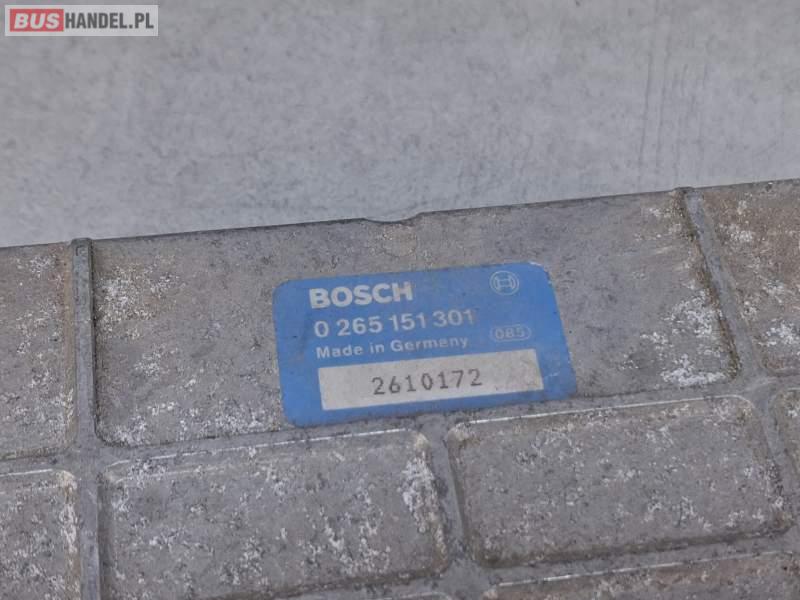 BUSHANDEL.PL
BOSCH
0 265 151 301
Made in Germany 085
2610172